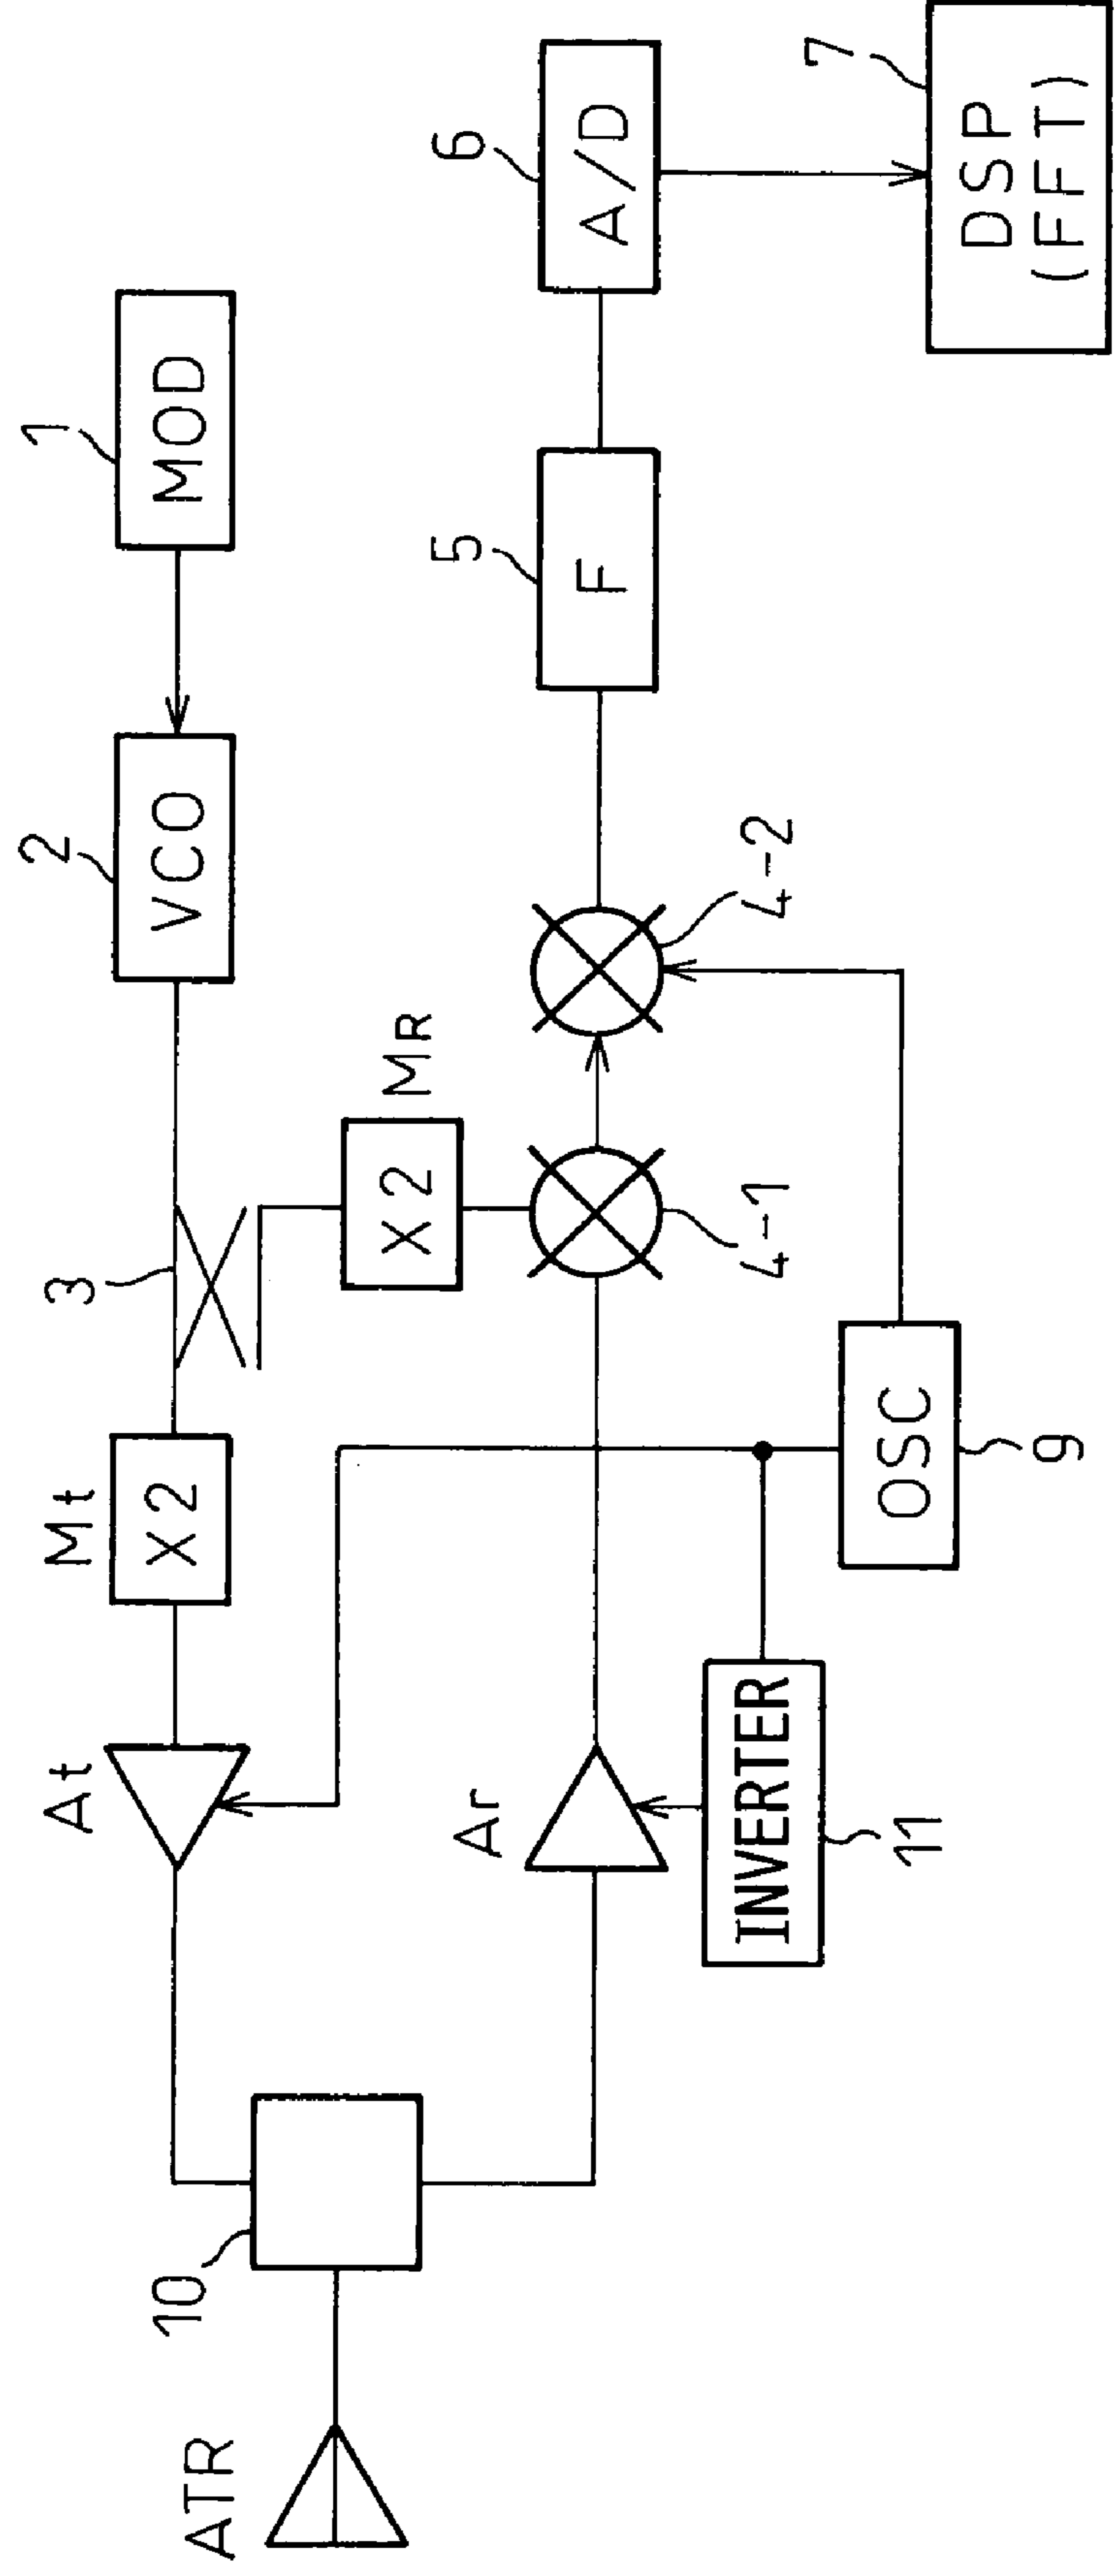 1
MOD
2
VCO
3
Mt
X2
At
10
ATR
MR
X2
4-1
4-2
5
F
6
A/D
7
DSP
(FFT)
Ar
INVERTER
11
OSC
9